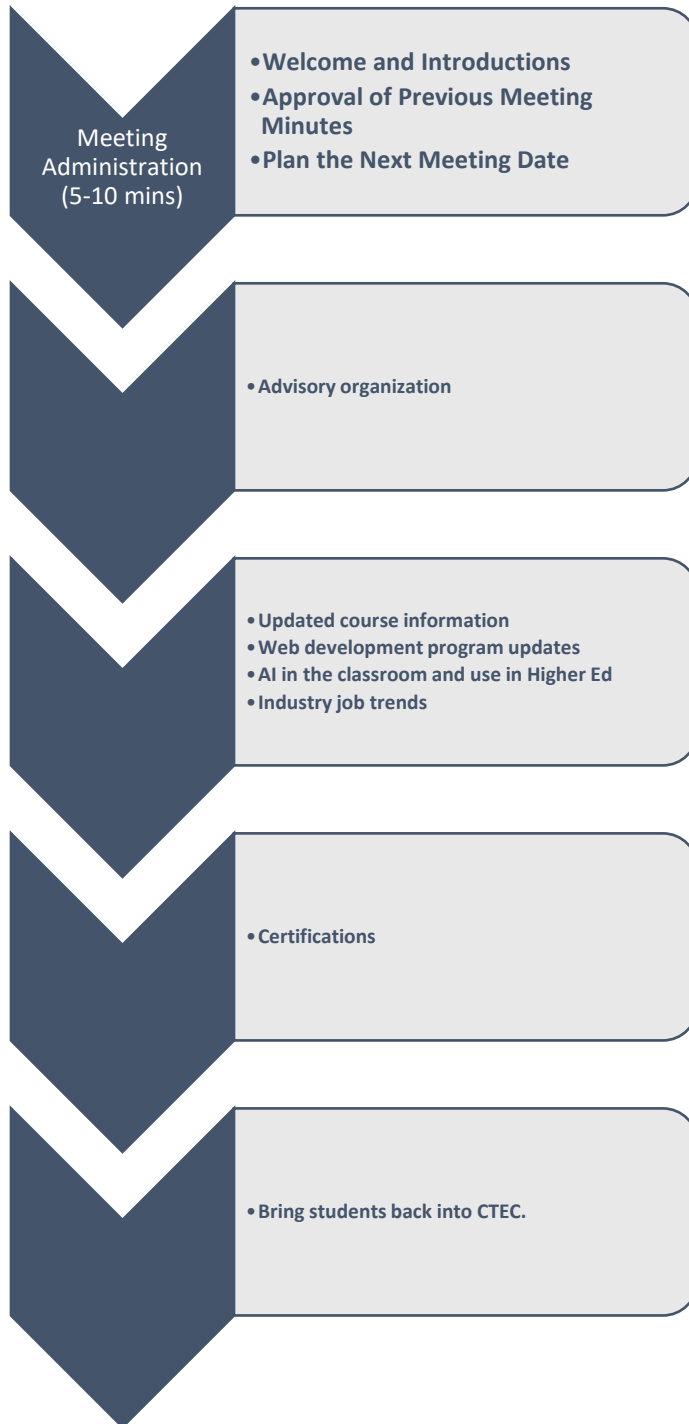 Meeting
Administration
(5-10 mins)
•Welcome and Introductions
•Approval of Previous Meeting
Minutes
•Plan the Next Meeting Date
•Advisory organization
•Updated course information
•Web development program updates
•AI in the classroom and use in Higher Ed
•Industry job trends
•Certifications
•Bring students back into CTEC.